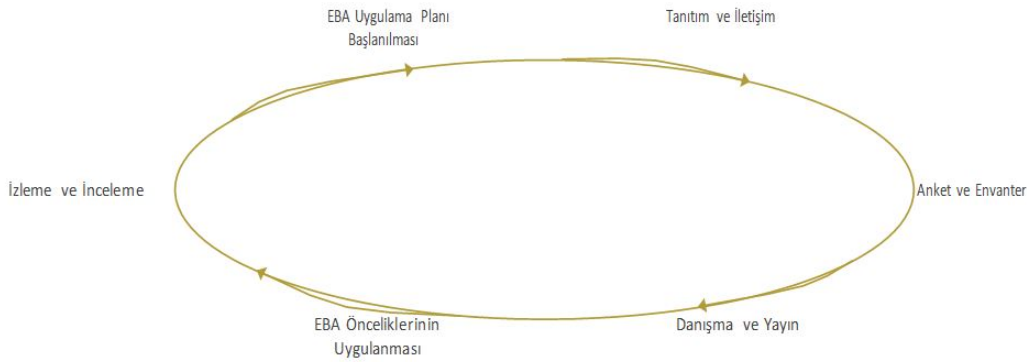 EBA Uygulama Planı
Başlanılması
Tanıtım ve İletişim
İzleme ve İnceleme
Anket ve Envanter
EBA Önceliklerinin
Uygulanması
Danışma ve Yayın